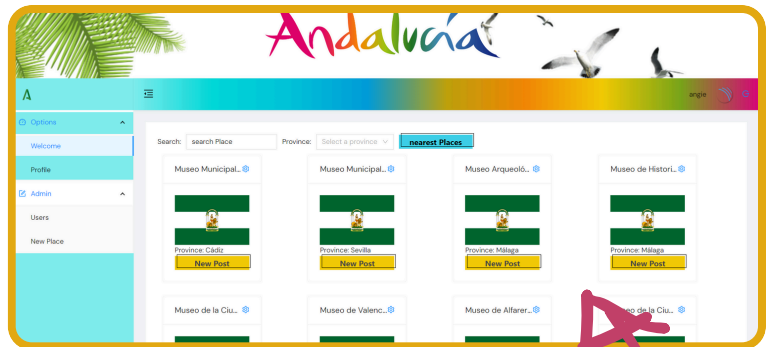 Andalucía
A
angie
Options
Welcome
Profile
Admin
Users
New Place
Search: search Place Province: Select a province nearest Places
Museo Municipal... Museo Municipal... Museo Arqueoló... Museo de Histori...
Province: Cádiz Province: Sevilla Province: Málaga Province: Málaga
New Post New Post New Post New Post
Museo de la Ciu... Museo de Valenc... Museo de Alfarer... Museo de la Ciu...